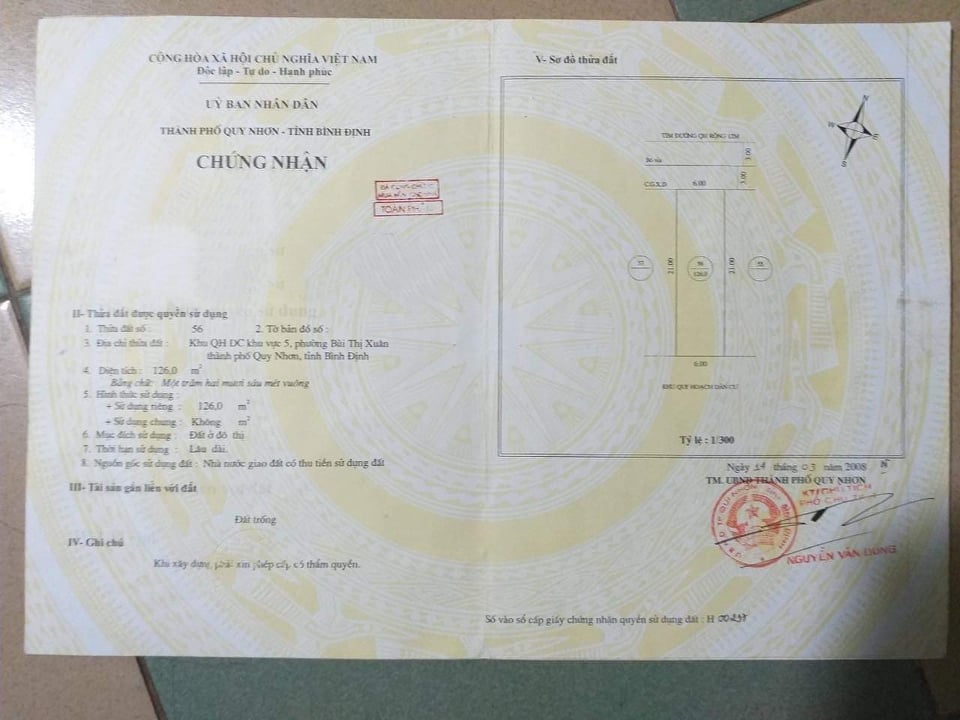 CỘNG HÒA XÃ HỘI CHỦ NGHĨA VIỆT NAM
Độc lập - Tự do - Hạnh phúc
UỶ BAN NHÂN DÂN
THÀNH PHỐ QUY NHƠN - TỈNH BÌNH ĐỊNH
CHỨNG NHẬN
TOÀN
II- Thửa đất được quyền sử dụng
1. Thửa đất số : 56 2. Tờ bản đồ số :
3. Địa chỉ thửa đất : Khu QH DC khu vực 5, phường Bùi Thị Xuân
thành phố Quy Nhơn, tỉnh Bình Định
4. Diện tích : 126,0 m²
Bằng chữ: Một trăm hai mươi sáu mét vuông
5. Hình thức sử dụng :
+ Sử dụng riêng : 126,0 m²
+ Sử dụng chung : Không m²
6. Mục đích sử dụng : Đất ở đô thị
7. Thời hạn sử dụng : Lâu dài.
8. Nguồn gốc sử dụng đất : Nhà nước giao đất có thu tiền sử dụng đất
III- Tài sản gắn liền với đất
Đất trống
IV- Ghi chú
Khi xây dựng phải xin phép cấp có thẩm quyền.
V- Sơ đồ thửa đất
N
W E
S
TIM ĐƯỜNG QH RỘNG
3.00
Bó vỉa
3.00
C.G.X.D 6.00
21.00
56
126.0
21.00
6.00
KHU QUY HOẠCH DÂN CƯ
Tỷ lệ : 1/300
Ngày tháng 03 năm 2008
TM. UBND THÀNH PHỐ QUY NHƠN
KT/CHỦ TỊCH
PHÓ CHỦ TỊCH
NGUYỄN VĂN DŨNG
Số vào sổ cấp giấy chứng nhận quyền sử dụng đất : H